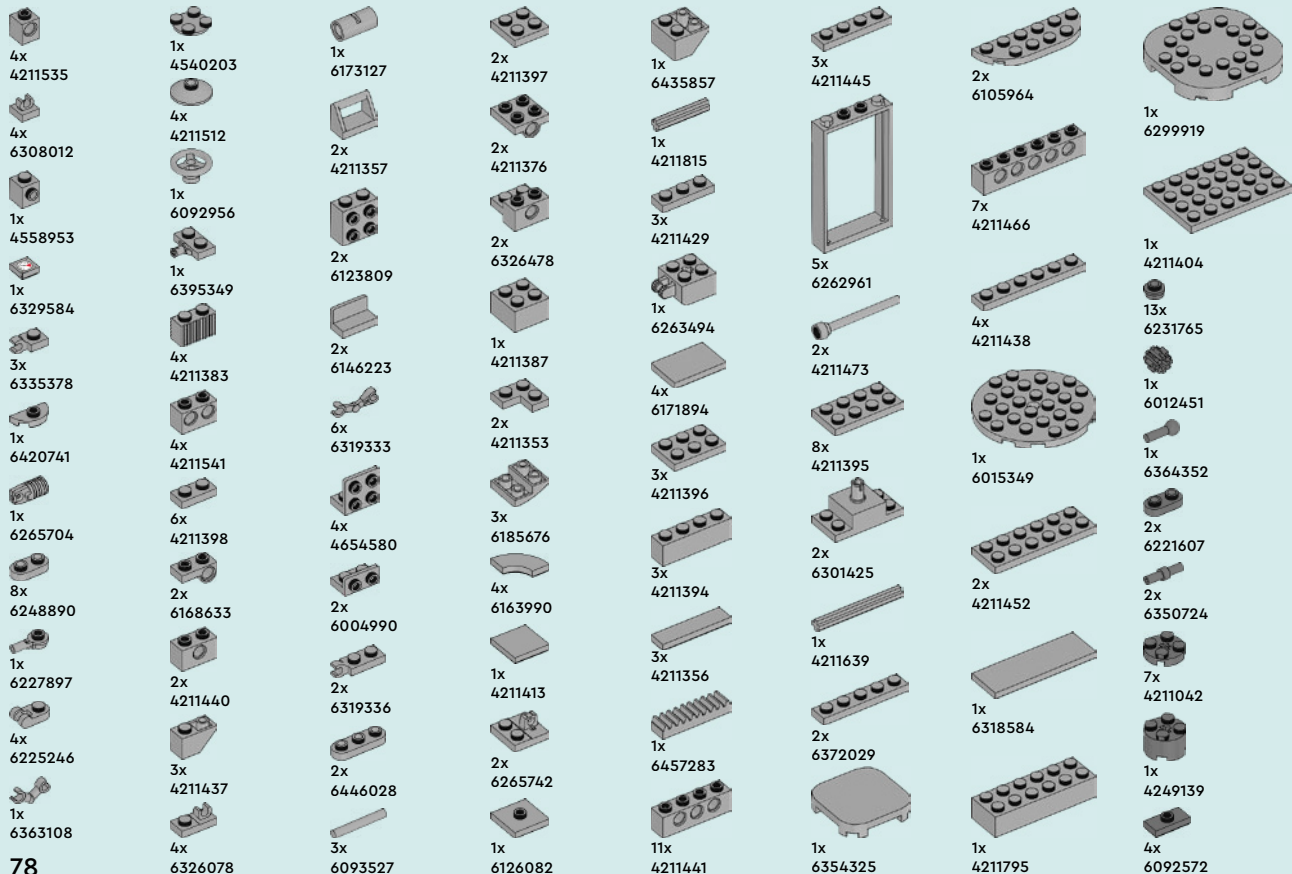 4x
4211535
4x
6308012
1x
4558953
1x
6329584
3x
6335378
1x
6420741
1x
6265704
8x
6248890
1x
6227897
4x
6225246
1x
6363108
78
1x
4540203
4x
4211512
1x
6092956
1x
6395349
4x
4211383
4x
4211541
6x
4211398
2x
6168633
2x
4211440
3x
4211437
4x
6326078
1x
6173127
2x
4211357
2x
6123809
2x
6146223
6x
6319333
4x
4654580
2x
6004990
2x
6319336
2x
6446028
3x
6093527
2x
4211397
2x
4211376
2x
6326478
1x
4211387
2x
4211353
3x
6185676
4x
6163990
1x
4211413
2x
6265742
1x
6126082
1x
6435857
1x
4211815
3x
4211429
1x
6263494
4x
6171894
3x
4211396
3x
4211394
3x
4211356
1x
6457283
11x
4211441
3x
4211445
5x
6262961
2x
4211473
8x
4211395
2x
6301425
1x
4211639
2x
6372029
1x
6354325
2x
6105964
7x
4211466
4x
4211438
1x
6015349
2x
4211452
1x
6318584
1x
4211795
1x
6299919
1x
4211404
13x
6231765
1x
6012451
1x
6364352
2x
6221607
2x
6350724
7x
4211042
1x
4249139
4x
6092572